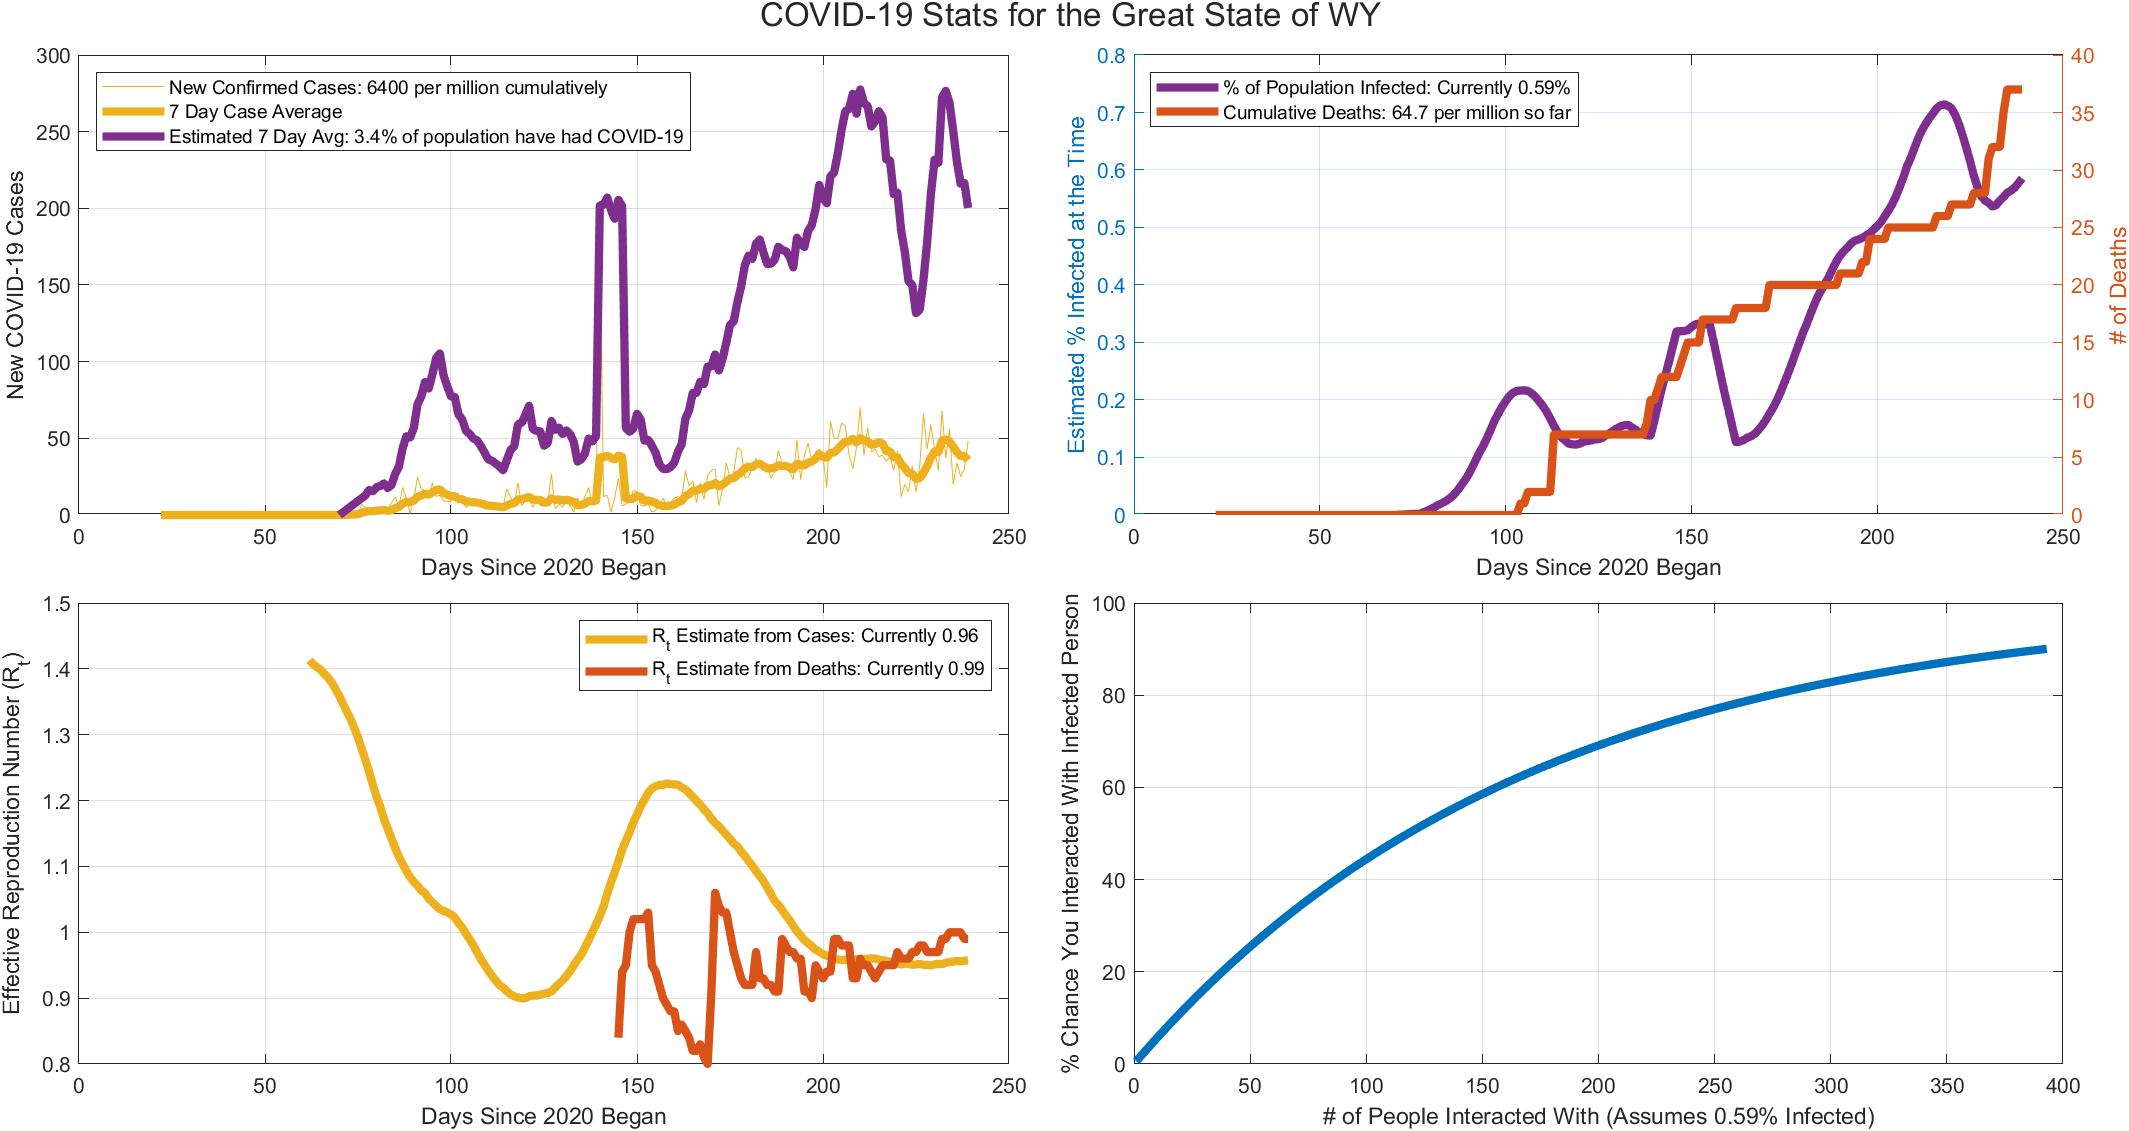 COVID-19 Stats for the Great State of WY
300
250
200
150
100
50
0
New COVID-19 Cases
New Confirmed Cases: 6400 per million cumulatively
7 Day Case Average
Estimated 7 Day Avg: 3.4% of population have had COVID-19
0 50 100 150 200 250
Days Since 2020 Began
0.8
0.7
0.6
0.5
0.4
0.3
0.2
0.1
0
Estimated % Infected at the Time
% of Population Infected: Currently 0.59%
Cumulative Deaths: 64.7 per million so far
40
35
30
25
20
15
10
5
0
# of Deaths
0 50 100 150 200 250
Days Since 2020 Began
1.5
1.4
1.3
1.2
1.1
1
0.9
0.8
Effective Reproduction Number (Rt)
Rt Estimate from Cases: Currently 0.96
Rt Estimate from Deaths: Currently 0.99
0 50 100 150 200 250
Days Since 2020 Began
100
80
60
40
20
0
% Chance You Interacted With Infected Person
0 50 100 150 200 250 300 350 400
# of People Interacted With (Assumes 0.59% Infected)